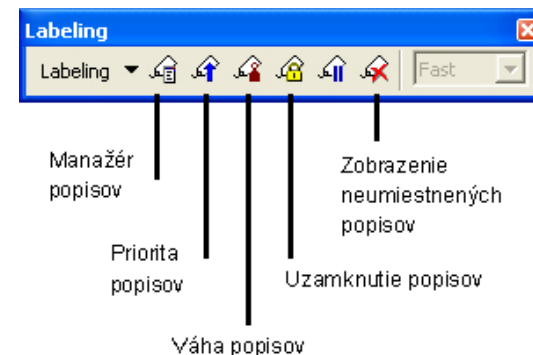 Labeling
Labeling
Fast
Manažér
popisov
Zobrazenie
neumiestnených
popisov
Priorita
popisov
Uzamknutie popisov
Váha popisov